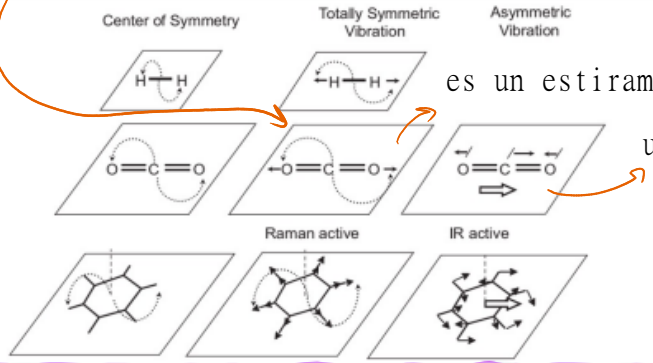 Center of Symmetry
Totally Symmetric
Vibration
Asymmetric
Vibration
H H
H H
es un estiram
O C O
O C O
O C O
Raman active
IR active